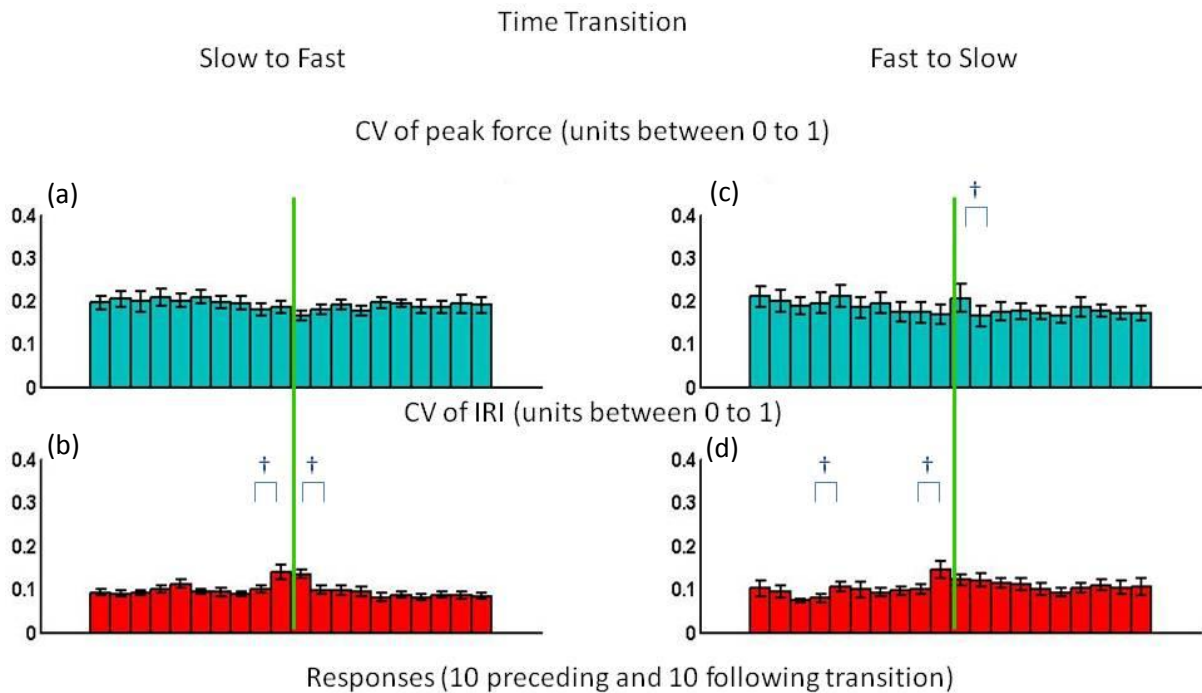 Time Transition
Slow to Fast
Fast to Slow
CV of peak force (units between 0 to 1)
(a)
0.4
0.3
0.2
0.1
0
(c)
†
0.4
0.3
0.2
0.1
0
CV of IRI (units between 0 to 1)
(b)
† †
0.4
0.3
0.2
0.1
0
(d)
† †
0.4
0.3
0.2
0.1
0
Responses (10 preceding and 10 following transition)